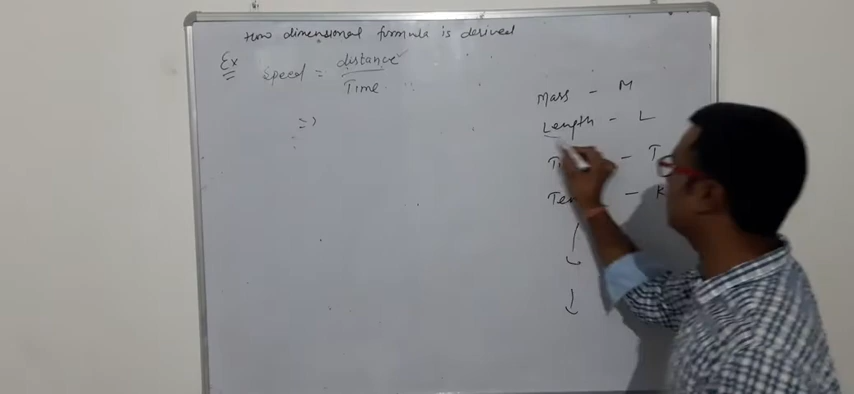 How dimensional formula is derived
Ex
Speed = distance / Time
=>
Mass - M
Length - L
- T
- K